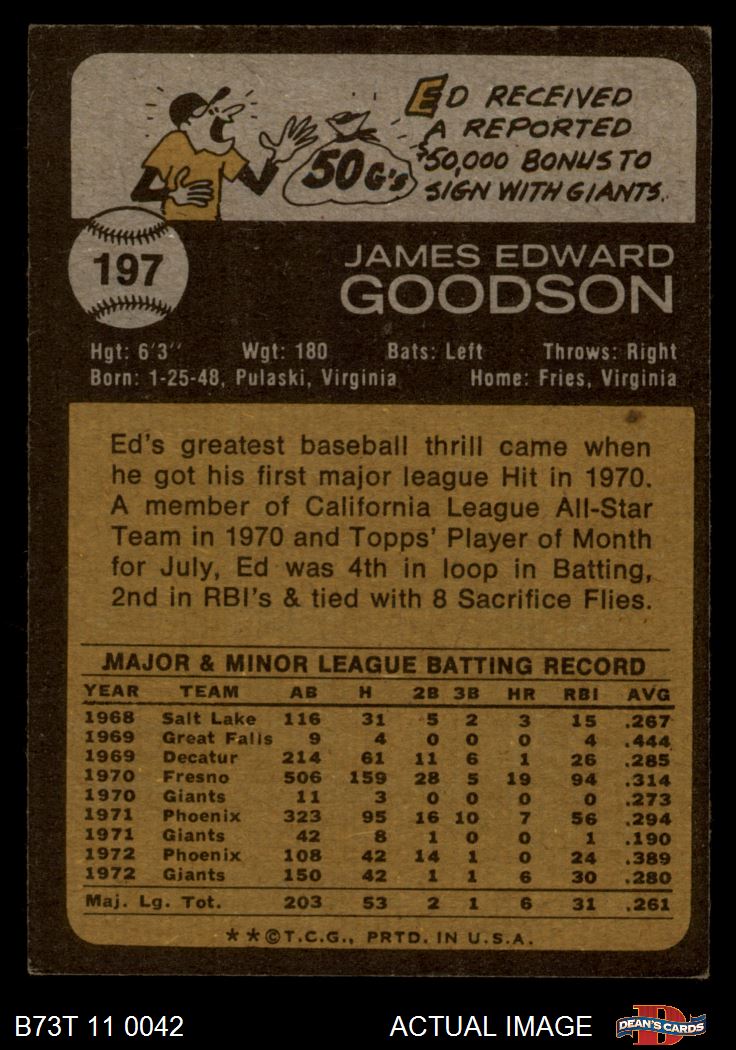 ED RECEIVED
A REPORTED
$50,000 BONUS TO
SIGN WITH GIANTS.
50 G's
197
JAMES EDWARD
GOODSON
Hgt: 6'3" Wgt: 180 Bats: Left Throws: Right
Born: 1-25-48, Pulaski, Virginia Home: Fries, Virginia
Ed's greatest baseball thrill came when
he got his first major league Hit in 1970.
A member of California League All-Star
Team in 1970 and Topps' Player of Month
for July, Ed was 4th in loop in Batting,
2nd in RBI's & tied with 8 Sacrifice Flies.
MAJOR & MINOR LEAGUE BATTING RECORD
YEAR TEAM AB H 2B 3B HR RBI AVG
1968 Salt Lake 116 31 5 2 3 15 .267
1969 Great Falls 9 4 0 0 0 4 .444
1969 Decatur 214 61 11 6 1 26 .285
1970 Fresno 506 159 28 5 19 94 .314
1970 Giants 11 3 0 0 0 0 .273
1971 Phoenix 323 95 16 10 7 56 .294
1971 Giants 42 8 1 0 0 1 .190
1972 Phoenix 108 42 14 1 0 24 .389
1972 Giants 150 42 1 1 6 30 .280
Maj. Lg. Tot. 203 53 2 1 6 31 .261
**©T.C.G., PRTD. IN U.S.A.
B73T 11 0042 ACTUAL IMAGE D DEAN'S CARDS